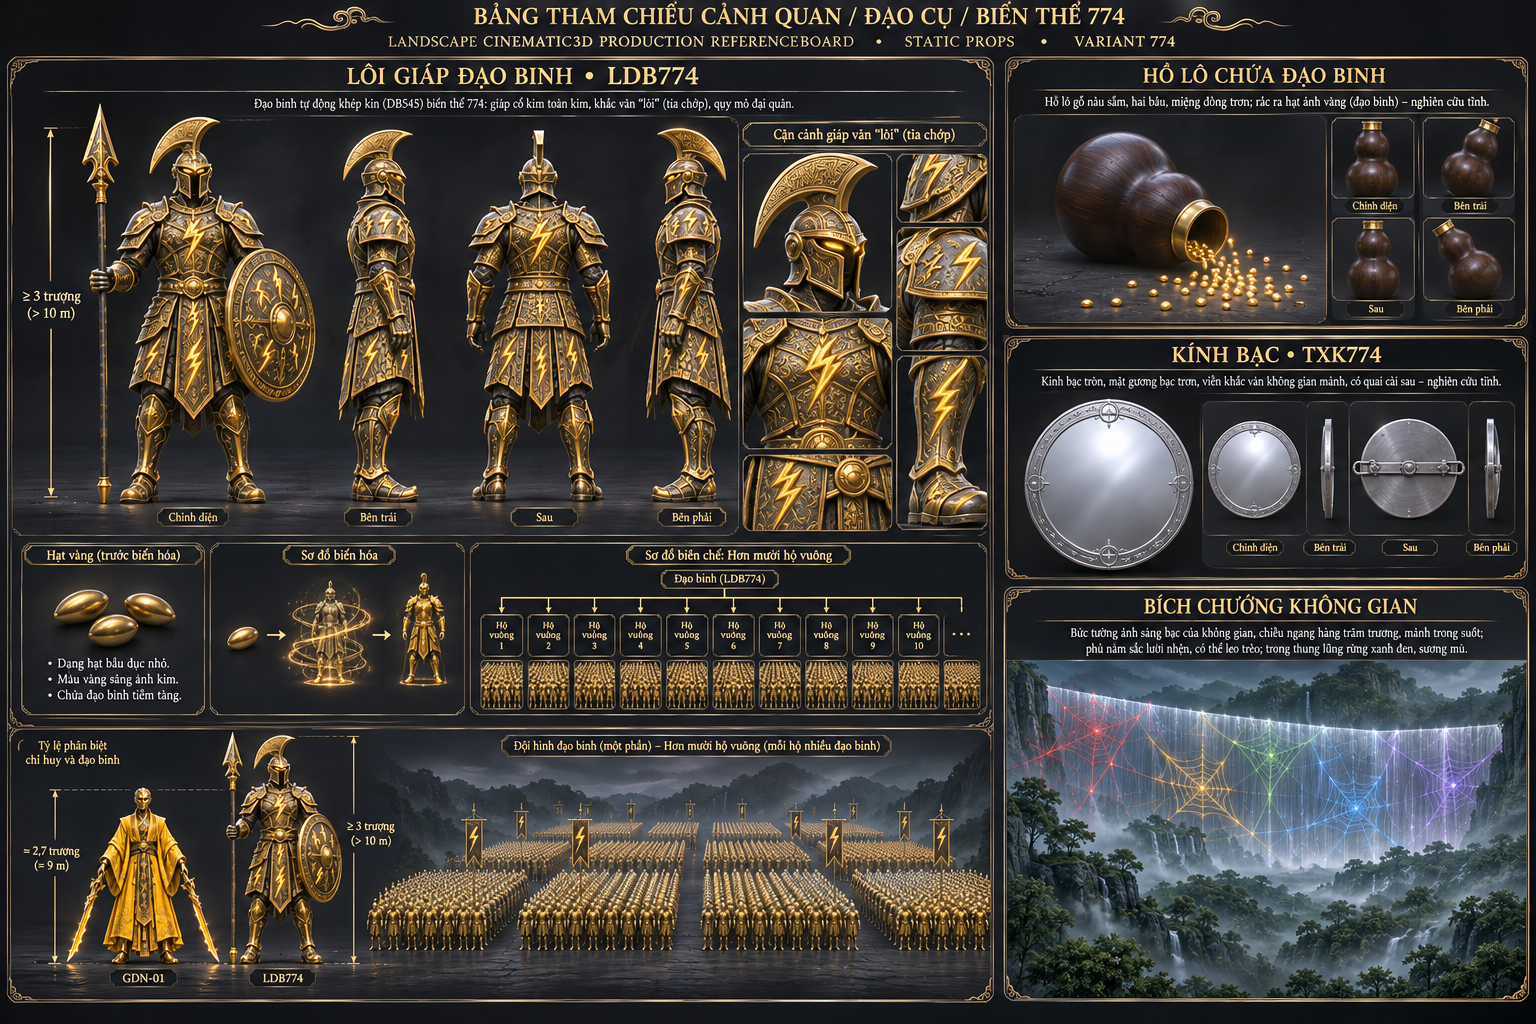 BẢNG THAM CHIẾU CẢNH QUAN / ĐẠO CỤ / BIẾN THỂ 774
LANDSCAPE CINEMATIC3D PRODUCTION REFERENCEBOARD • STATIC PROPS • VARIANT 774
LÔI GIÁP ĐẠO BINH • LDB774
Đạo binh tự động khép kín (DBS45) biến thể 774: giáp cổ kim toàn kim, khắc vân "lôi" (tia chớp), quy mô đại quân.
≥ 3 trượng
(> 10 m)
Chính diện
Bên trái
Sau
Bên phải
Cận cảnh giáp vân "lôi" (tia chớp)
Hạt vàng (trước biến hóa)
• Dạng hạt bầu dục nhỏ.
• Màu vàng sáng ánh kim.
• Chứa đạo binh tiềm tàng.
Sơ đồ biến hóa
Sơ đồ biên chế: Hơn mười hộ vuông
Đạo binh (LDB774)
Hộ vuông 1
Hộ vuông 2
Hộ vuông 3
Hộ vuông 4
Hộ vuông 5
Hộ vuông 6
Hộ vuông 7
Hộ vuông 8
Hộ vuông 9
Hộ vuông 10
...
Tỷ lệ phân biệt
chỉ huy và đạo binh
≈ 2,7 trượng
(≈ 9 m)
≥ 3 trượng
(> 10 m)
GDN-01
LDB774
Đội hình đạo binh (một phần) – Hơn mười hộ vuông (mỗi hộ nhiều đạo binh)
HỒ LÔ CHỨA ĐẠO BINH
Hồ lô gỗ nâu sẫm, hai bầu, miệng đồng trơn; rắc ra hạt ánh vàng (đạo binh) – nghiên cứu tĩnh.
Chính diện
Bên trái
Sau
Bên phải
KÍNH BẠC • TXK774
Kính bạc tròn, mặt gương bạc trơn, viền khắc vân không gian mảnh, có quai cài sau – nghiên cứu tĩnh.
Chính diện
Bên trái
Sau
Bên phải
BÍCH CHƯỚNG KHÔNG GIAN
Bức tường ánh sáng bạc của không gian, chiều ngang hàng trăm trượng, mảnh trong suốt;
phủ năm sắc lưới nhện, có thể leo trèo; trong thung lũng rừng xanh đen, sương mù.